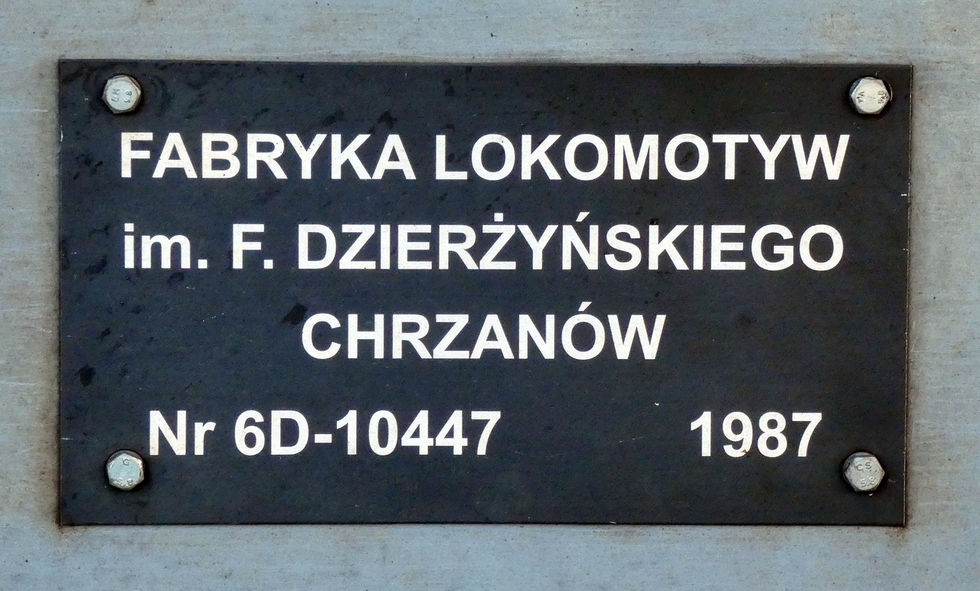 FABRYKA LOKOMOTYW
im. F. DZIERŻYŃSKIEGO
CHRZANÓW
Nr 6D-10447 1987